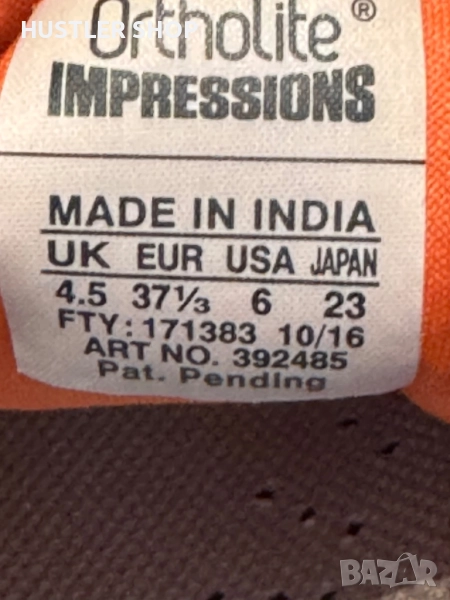 HUSTLER SHOP
Ortholite®
IMPRESSIONS
MADE IN INDIA
UK EUR USA JAPAN
4.5 37⅓ 6 23
FTY: 171383 10/16
ART NO. 392485
Pat. Pending
BAZAR